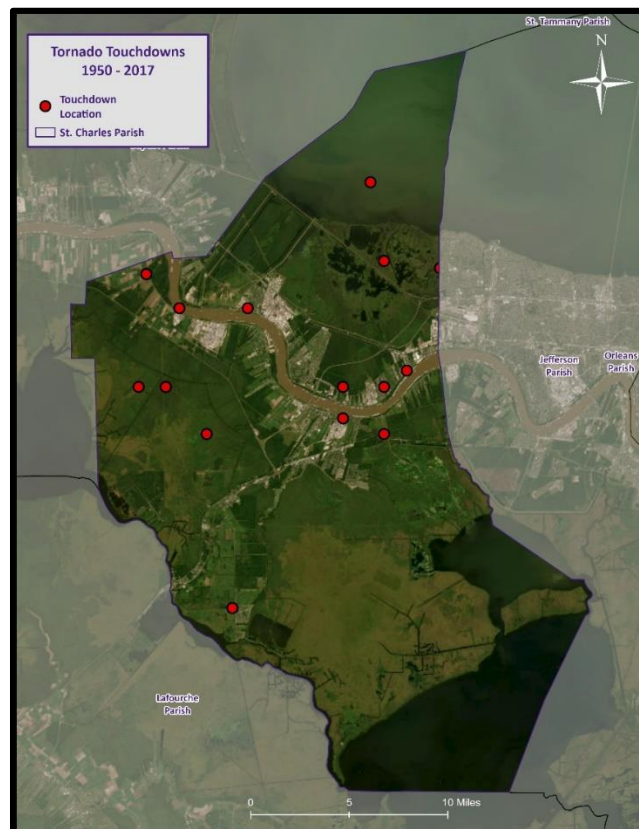 St. Tammany Parish
Tornado Touchdowns
1950 - 2017
Touchdown
Location
St. Charles Parish
N
Jefferson
Parish
Orleans
Parish
Lafourche
Parish
0 5 10 Miles